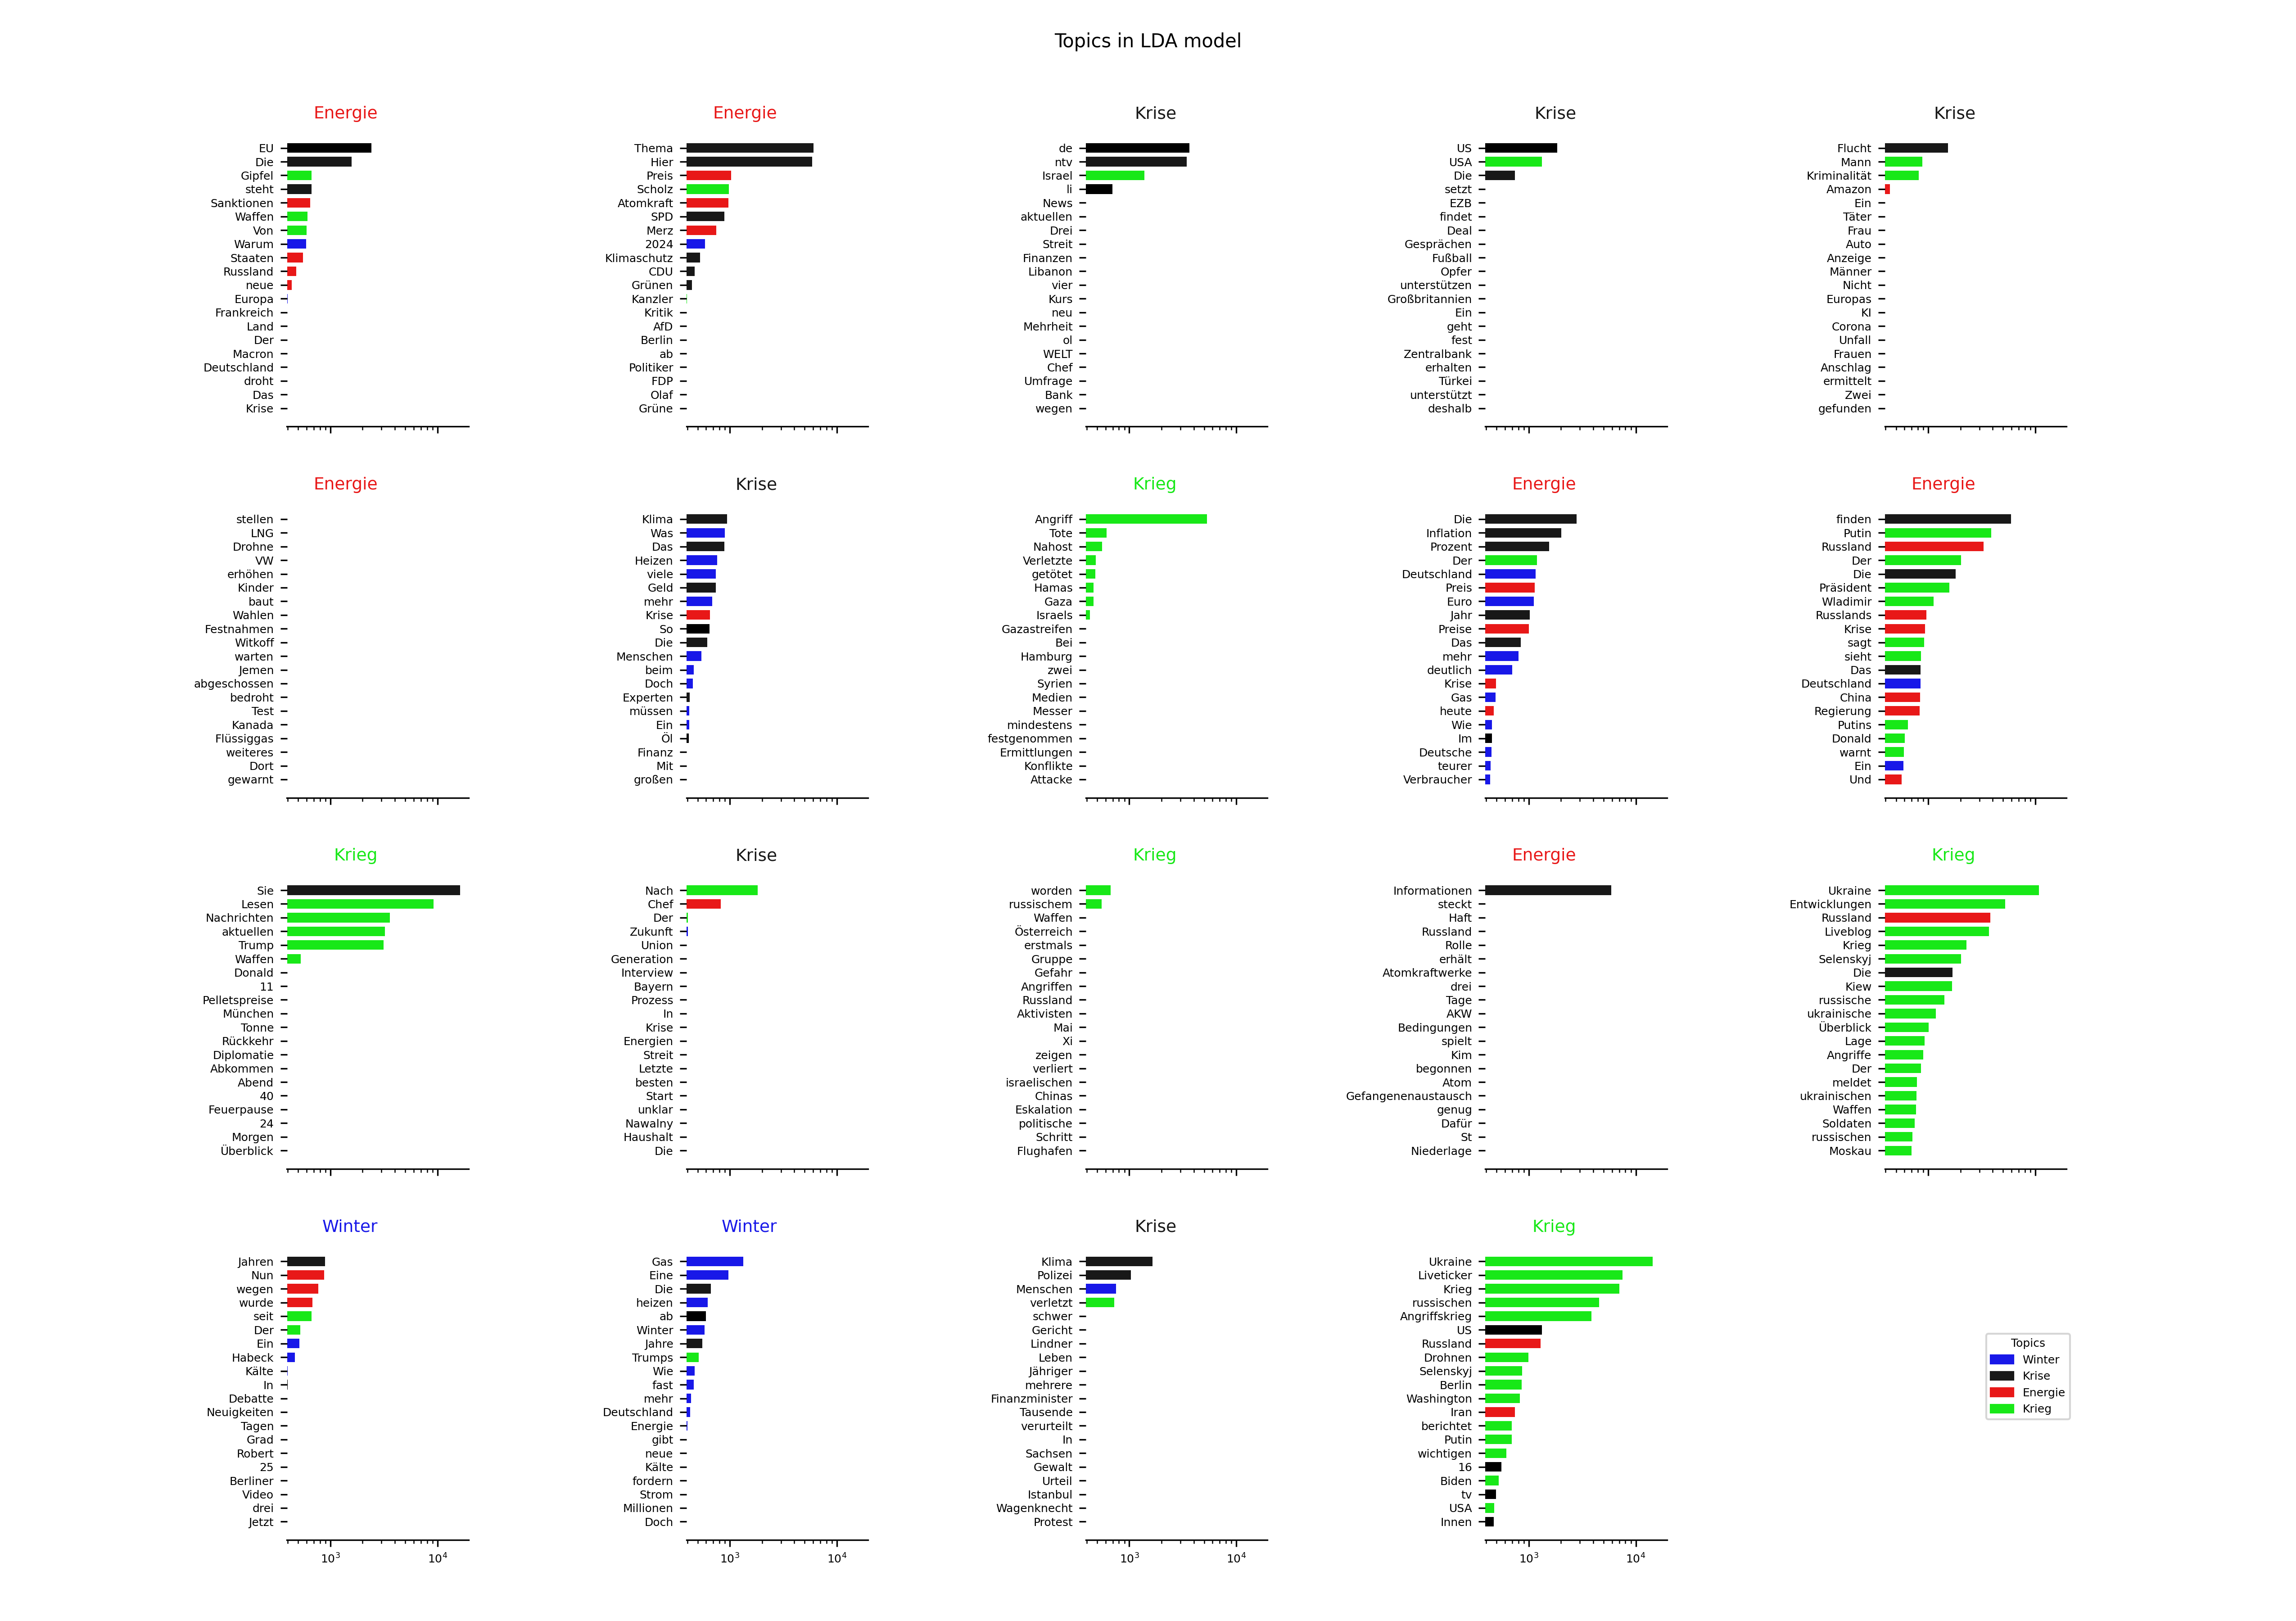 Topics in LDA model
Energie
EU
Die
Gipfel
steht
Sanktionen
Waffen
Von
Warum
Staaten
Russland
neue
Europa
Frankreich
Land
Der
Macron
Deutschland
droht
Das
Krise
Energie
Thema
Hier
Preis
Scholz
Atomkraft
SPD
Merz
2024
Klimaschutz
CDU
Grünen
Kanzler
Kritik
AfD
Berlin
ab
Politiker
FDP
Olaf
Grüne
Krise
de
ntv
Israel
li
News
aktuellen
Drei
Streit
Finanzen
Libanon
vier
Kurs
neu
Mehrheit
ol
WELT
Chef
Umfrage
Bank
wegen
Krise
US
USA
Die
setzt
EZB
findet
Deal
Gesprächen
Fußball
Opfer
unterstützen
Großbritannien
Ein
geht
fest
Zentralbank
erhalten
Türkei
unterstützt
deshalb
Krise
Flucht
Mann
Kriminalität
Amazon
Ein
Täter
Frau
Auto
Anzeige
Männer
Nicht
Europas
KI
Corona
Unfall
Frauen
Anschlag
ermittelt
Zwei
gefunden
Energie
stellen
LNG
Drohne
VW
erhöhen
Kinder
baut
Wahlen
Festnahmen
Witkoff
warten
Jemen
abgeschossen
bedroht
Test
Kanada
Flüssiggas
weiteres
Dort
gewarnt
Krise
Klima
Was
Das
Heizen
viele
Geld
mehr
Krise
So
Die
Menschen
beim
Doch
Experten
müssen
Ein
Öl
Finanz
Mit
großen
Krieg
Angriff
Tote
Nahost
Verletzte
getötet
Hamas
Gaza
Israels
Gazastreifen
Bei
Hamburg
zwei
Syrien
Medien
Messer
mindestens
festgenommen
Ermittlungen
Konflikte
Attacke
Energie
Die
Inflation
Prozent
Der
Deutschland
Preis
Euro
Jahr
Preise
Das
mehr
deutlich
Krise
Gas
heute
Wie
Im
Deutsche
teurer
Verbraucher
Energie
finden
Putin
Russland
Der
Die
Präsident
Wladimir
Russlands
Krise
sagt
sieht
Das
Deutschland
China
Regierung
Putins
Donald
warnt
Ein
Und
Krieg
Sie
Lesen
Nachrichten
aktuellen
Trump
Waffen
Donald
11
Pelletspreise
München
Tonne
Rückkehr
Diplomatie
Abkommen
Abend
40
Feuerpause
24
Morgen
Überblick
Krise
Nach
Chef
Der
Zukunft
Union
Generation
Interview
Bayern
Prozess
In
Krise
Energien
Streit
Letzte
besten
Start
unklar
Nawalny
Haushalt
Die
Krieg
worden
russischem
Waffen
Österreich
erstmals
Gruppe
Gefahr
Angriffen
Russland
Aktivisten
Mai
Xi
zeigen
verliert
israelischen
Chinas
Eskalation
politische
Schritt
Flughafen
Energie
Informationen
steckt
Haft
Russland
Rolle
erhält
Atomkraftwerke
drei
Tage
AKW
Bedingungen
spielt
Kim
begonnen
Atom
Gefangenenaustausch
genug
Dafür
St
Niederlage
Krieg
Ukraine
Entwicklungen
Russland
Liveblog
Krieg
Selenskyj
Die
Kiew
russische
ukrainische
Überblick
Lage
Angriffe
Der
meldet
ukrainischen
Waffen
Soldaten
russischen
Moskau
Winter
Jahren
Nun
wegen
wurde
seit
Der
Ein
Habeck
Kälte
In
Debatte
Neuigkeiten
Tagen
Grad
Robert
25
Berliner
Video
drei
Jetzt
10³ 10⁴
Winter
Gas
Eine
Die
heizen
ab
Winter
Jahre
Trumps
Wie
fast
mehr
Deutschland
Energie
gibt
neue
Kälte
fordern
Strom
Millionen
Doch
10³ 10⁴
Krise
Klima
Polizei
Menschen
verletzt
schwer
Gericht
Lindner
Leben
Jähriger
mehrere
Finanzminister
Tausende
verurteilt
In
Sachsen
Gewalt
Urteil
Istanbul
Wagenknecht
Protest
10³ 10⁴
Krieg
Ukraine
Liveticker
Krieg
russischen
Angriffskrieg
US
Russland
Drohnen
Selenskyj
Berlin
Washington
Iran
berichtet
Putin
wichtigen
16
Biden
tv
USA
Innen
10³ 10⁴
Topics
Winter
Krise
Energie
Krieg